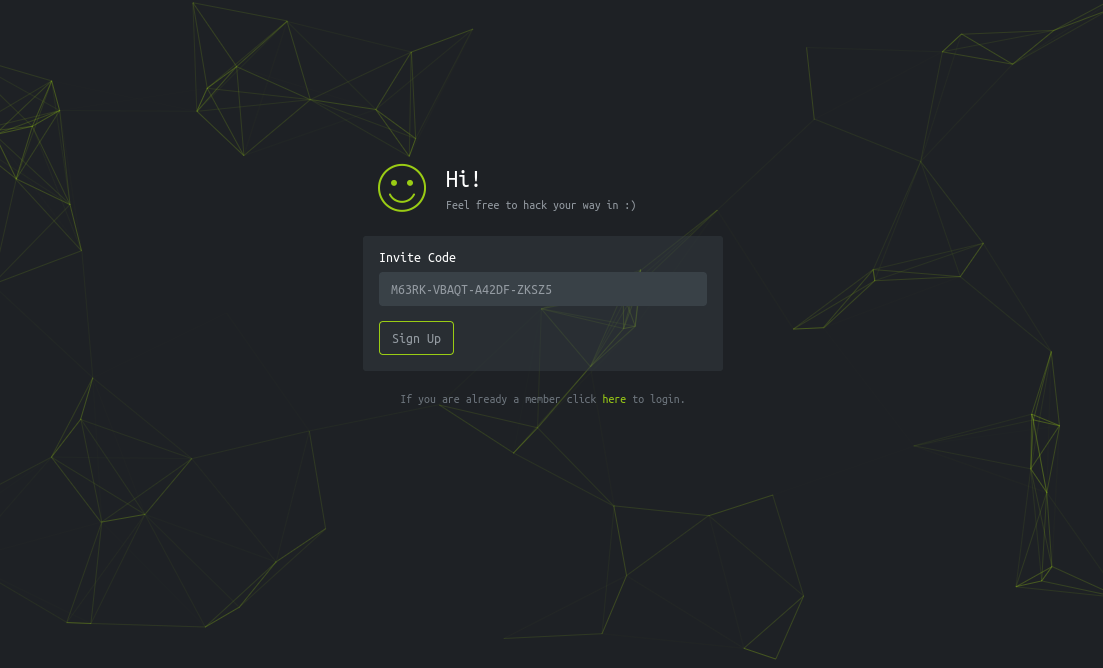 Hi!
Feel free to hack your way in :)
Invite Code
M63RK-VBAQT-A42DF-ZKSZ5
Sign Up
If you are already a member click here to login.